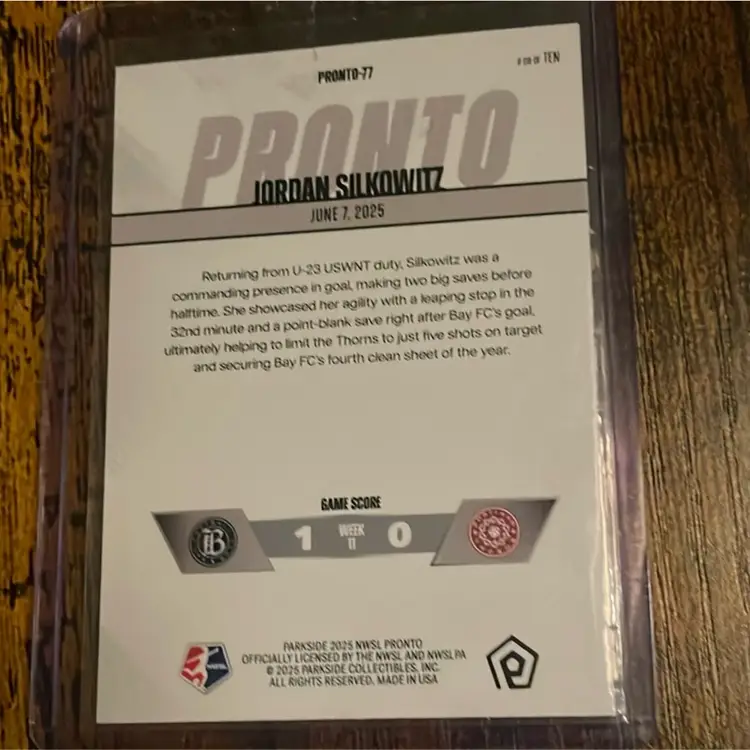 PRONTO-77
TEN
PRONTO
JORDAN SILKOWITZ
JUNE 7, 2025
Returning from U-23 USWNT duty, Silkowitz was a
commanding presence in goal, making two big saves before
halftime. She showcased her agility with a leaping stop in the
32nd minute and a point-blank save right after Bay FC's goal,
ultimately helping to limit the Thorns to just five shots on target
and securing Bay FC's fourth clean sheet of the year.
GAME SCORE
B 1 WEEK 11 0
NWSL
PARKSIDE 2025 NWSL PRONTO
OFFICIALLY LICENSED BY THE NWSL AND NWSLPA
© 2025 PARKSIDE COLLECTIBLES, INC.
ALL RIGHTS RESERVED. MADE IN USA